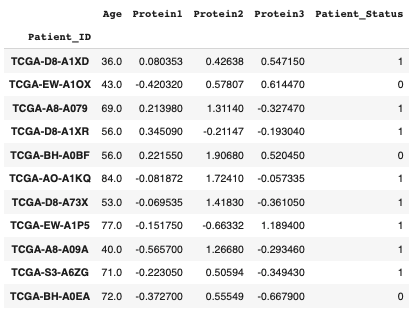 Age Protein1 Protein2 Protein3 Patient_Status
Patient_ID
TCGA-D8-A1XD 36.0 0.080353 0.42638 0.547150 1
TCGA-EW-A1OX 43.0 -0.420320 0.57807 0.614470 0
TCGA-A8-A079 69.0 0.213980 1.31140 -0.327470 1
TCGA-D8-A1XR 56.0 0.345090 -0.21147 -0.193040 1
TCGA-BH-A0BF 56.0 0.221550 1.90680 0.520450 0
TCGA-AO-A1KQ 84.0 -0.081872 1.72410 -0.057335 1
TCGA-D8-A73X 53.0 -0.069535 1.41830 -0.361050 1
TCGA-EW-A1P5 77.0 -0.151750 -0.66332 1.189400 1
TCGA-A8-A09A 40.0 -0.565700 1.26680 -0.293460 1
TCGA-S3-A6ZG 71.0 -0.223050 0.50594 -0.349430 1
TCGA-BH-A0EA 72.0 -0.372700 0.55549 -0.667900 0